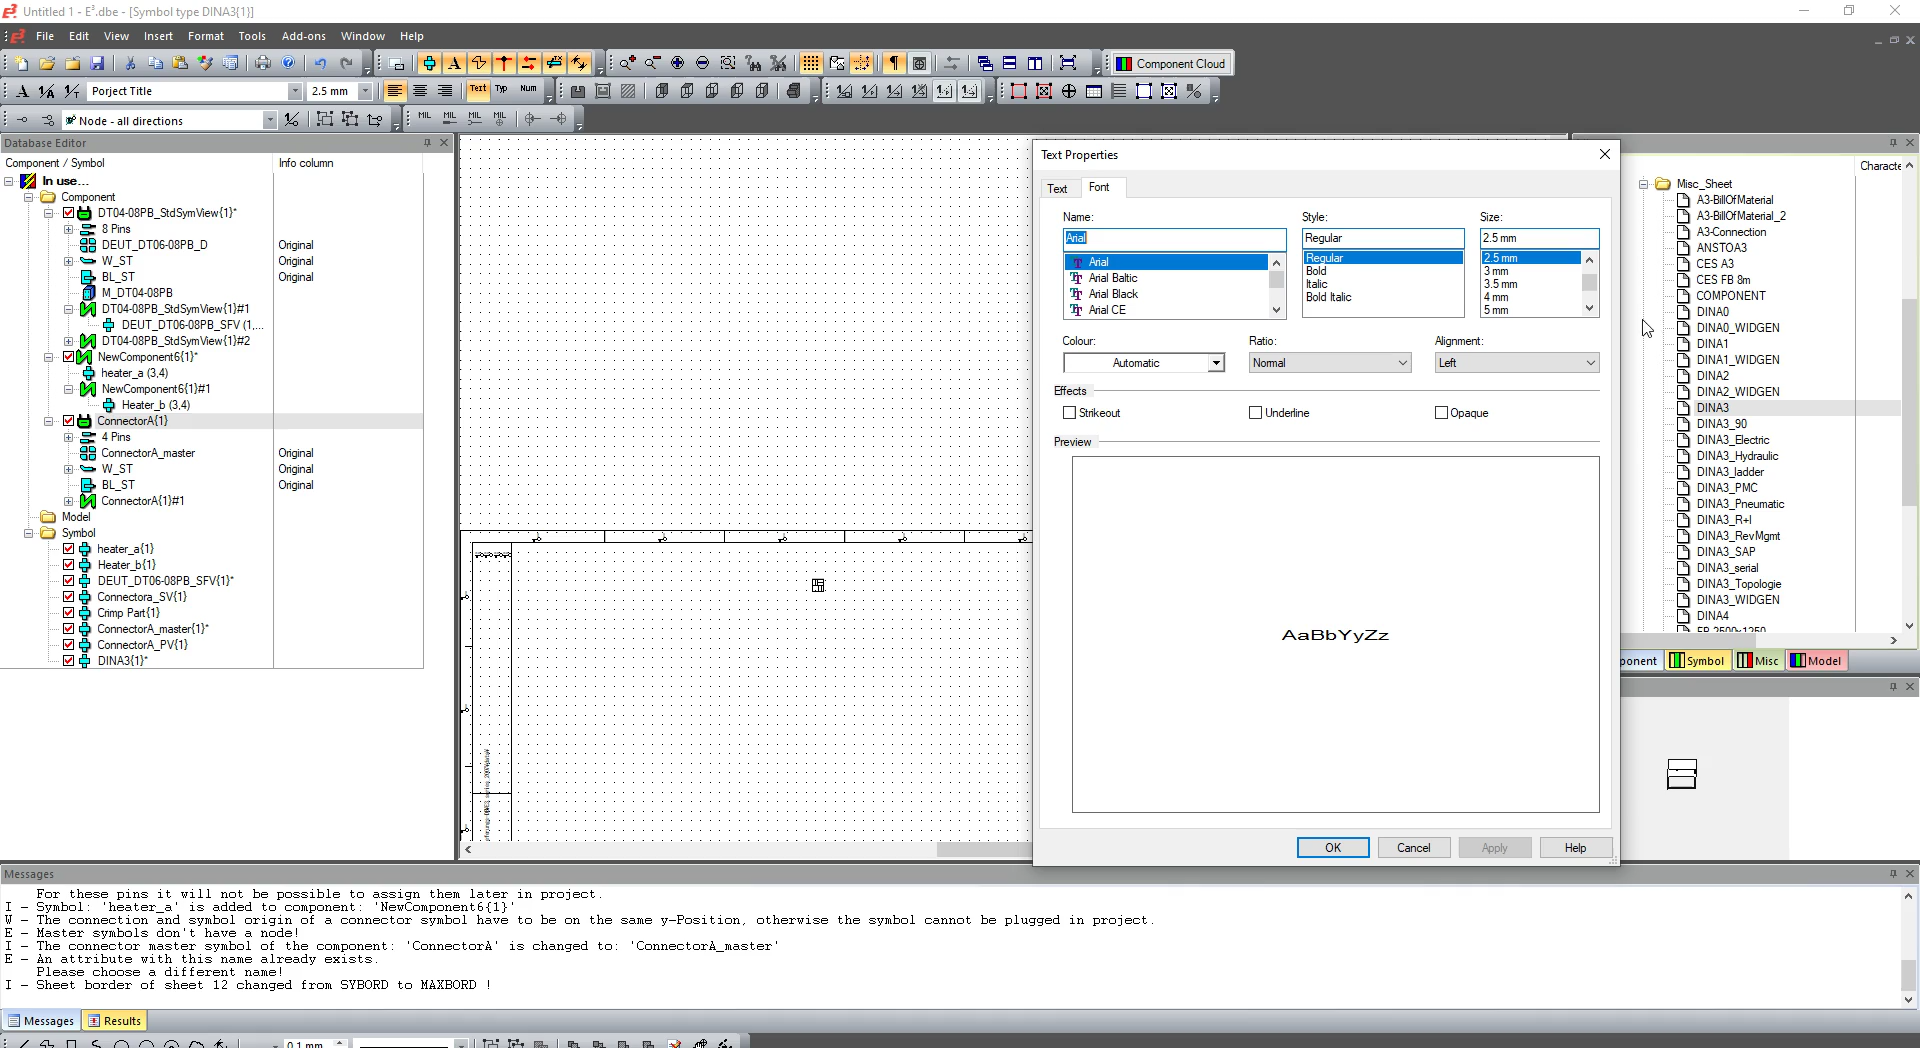 Untitled 1 - E³.dbe - [Symbol type DINA3{1}]
File Edit View Insert Format Tools Add-ons Window Help
Component Cloud
Porject Title 2.5 mm Text Typ Num
Node - all directions MIL MIL MIL MIL
Database Editor
Component / Symbol Info column
In use...
Component
DT04-08PB_StdSymView{1}*
8 Pins
DEUT_DT06-08PB_D Original
W_ST Original
BL_ST Original
M_DT04-08PB
DT04-08PB_StdSymView{1}#1
DEUT_DT06-08PB_SFV (1,...
DT04-08PB_StdSymView{1}#2
NewComponent6{1}*
heater_a (3,4)
NewComponent6{1}#1
Heater_b (3,4)
ConnectorA{1}
4 Pins
ConnectorA_master Original
W_ST Original
BL_ST Original
ConnectorA{1}#1
Model
Symbol
heater_a{1}
Heater_b{1}
DEUT_DT06-08PB_SFV{1}*
Connectora_SV{1}
Crimp Part{1}
ConnectorA_master{1}*
ConnectorA_PV{1}
DINA3{1}*
Text Properties
Text Font
Name: Style: Size:
Arial Regular 2.5 mm
Arial
Arial Baltic
Arial Black
Arial CE
Regular
Bold
Italic
Bold Italic
2.5 mm
3 mm
3.5 mm
4 mm
5 mm
Colour: Ratio: Alignment:
Automatic Normal Left
Effects
Strikeout Underline Opaque
Preview
AaBbYyZz
OK Cancel Apply Help
Characte
Misc_Sheet
A3-BillOfMaterial
A3-BillOfMaterial_2
A3-Connection
ANSTOA3
CES A3
CES FB 8m
COMPONENT
DINA0
DINA0_WIDGEN
DINA1
DINA1_WIDGEN
DINA2
DINA2_WIDGEN
DINA3
DINA3_90
DINA3_Electric
DINA3_Hydraulic
DINA3_ladder
DINA3_PMC
DINA3_Pneumatic
DINA3_R+I
DINA3_RevMgmt
DINA3_SAP
DINA3_serial
DINA3_Topologie
DINA3_WIDGEN
DINA4
FB 2500x1250
ponent Symbol Misc Model
Messages
For these pins it will not be possible to assign them later in project.
I - Symbol: 'heater_a' is added to component: 'NewComponent6{1}'
W - The connection and symbol origin of a connector symbol have to be on the same y-Position, otherwise the symbol cannot be plugged in project.
E - Master symbols don't have a node!
I - The connector master symbol of the component: 'ConnectorA' is changed to: 'ConnectorA_master'
E - An attribute with this name already exists.
Please choose a different name!
I - Sheet border of sheet 12 changed from SYBORD to MAXBORD !
Messages Results
0.1 mm